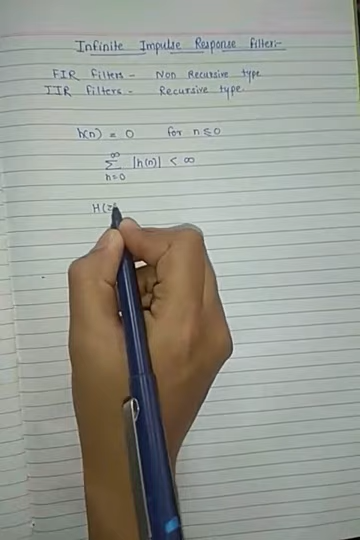 Infinite Impulse Response filter:-
FIR filters - Non Recursive type
IIR filters - Recursive type
h(n) = 0 for n ≤ 0
∞
∑ |h(n)| < ∞
n=0
H(z)